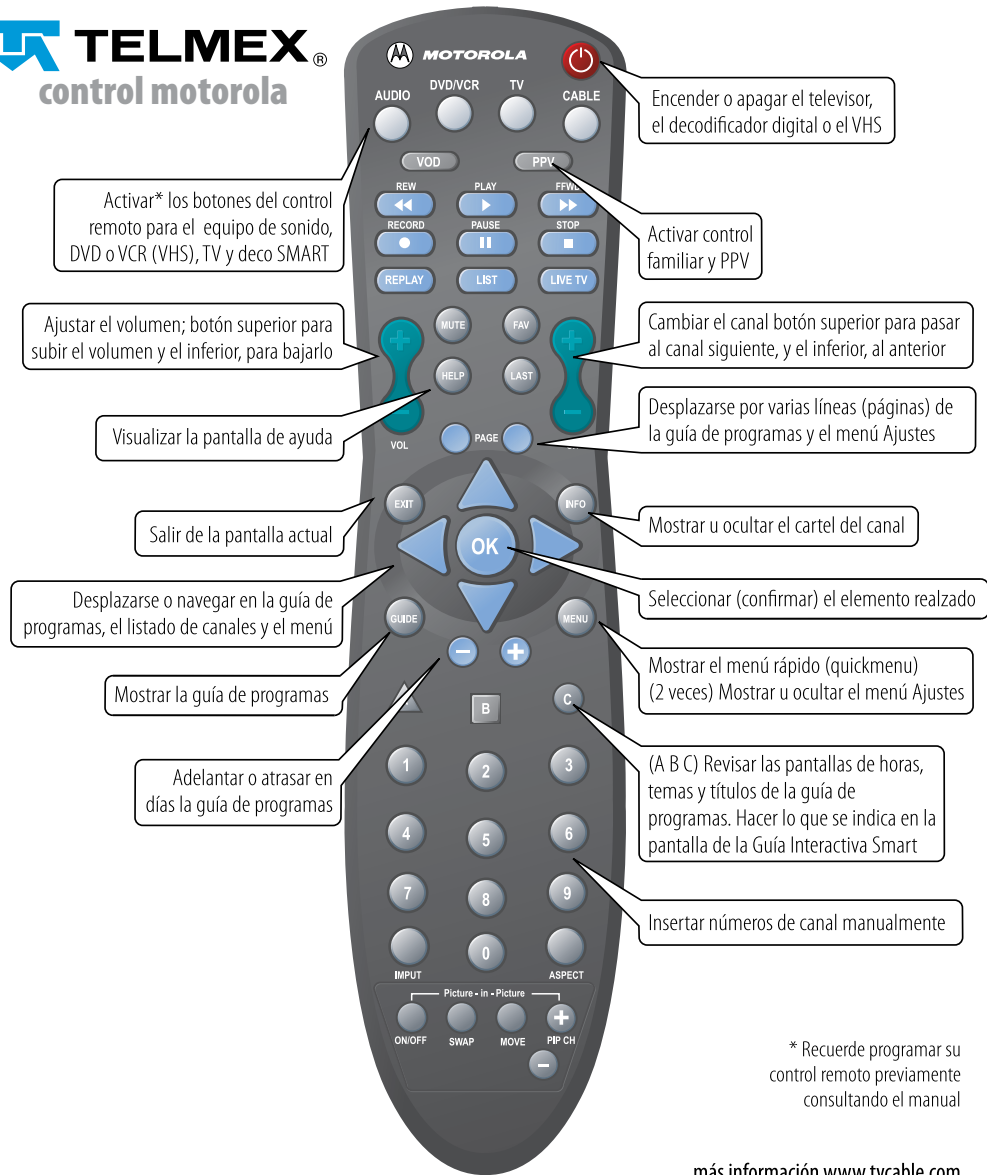 TELMEX®
control motorola
MOTOROLA
AUDIO
DVD/VCR
TV
CABLE
Encender o apagar el televisor,
el decodificador digital o el VHS
VOD
PPV
Activar* los botones del control
remoto para el equipo de sonido,
DVD o VCR (VHS), TV y deco SMART
REW
PLAY
FFWD
RECORD
PAUSE
STOP
Activar control
familiar y PPV
REPLAY
LIST
LIVE TV
Ajustar el volumen; botón superior para
subir el volumen y el inferior, para bajarlo
MUTE
FAV
Cambiar el canal botón superior para pasar
al canal siguiente, y el inferior, al anterior
HELP
LAST
Visualizar la pantalla de ayuda
VOL
PAGE
Desplazarse por varias líneas (páginas) de
la guía de programas y el menú Ajustes
EXIT
INFO
Salir de la pantalla actual
OK
Mostrar u ocultar el cartel del canal
Desplazarse o navegar en la guía de
programas, el listado de canales y el menú
Seleccionar (confirmar) el elemento realzado
GUIDE
MENU
Mostrar la guía de programas
Mostrar el menú rápido (quickmenu)
(2 veces) Mostrar u ocultar el menú Ajustes
B
C
Adelantar o atrasar en
días la guía de programas
(A B C) Revisar las pantallas de horas,
temas y títulos de la guía de
programas. Hacer lo que se indica en la
pantalla de la Guía Interactiva Smart
1
2
3
4
5
6
7
8
9
Insertar números de canal manualmente
0
IMPUT
ASPECT
Picture - in - Picture
ON/OFF
SWAP
MOVE
PIP CH
* Recuerde programar su
control remoto previamente
consultando el manual
más información www.tvcable.com